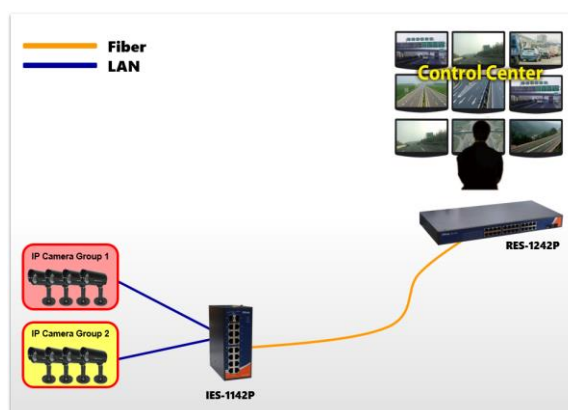 Fiber
LAN
Control Center
RES-1242P
IP Camera Group 1
IP Camera Group 2
IES-1142P